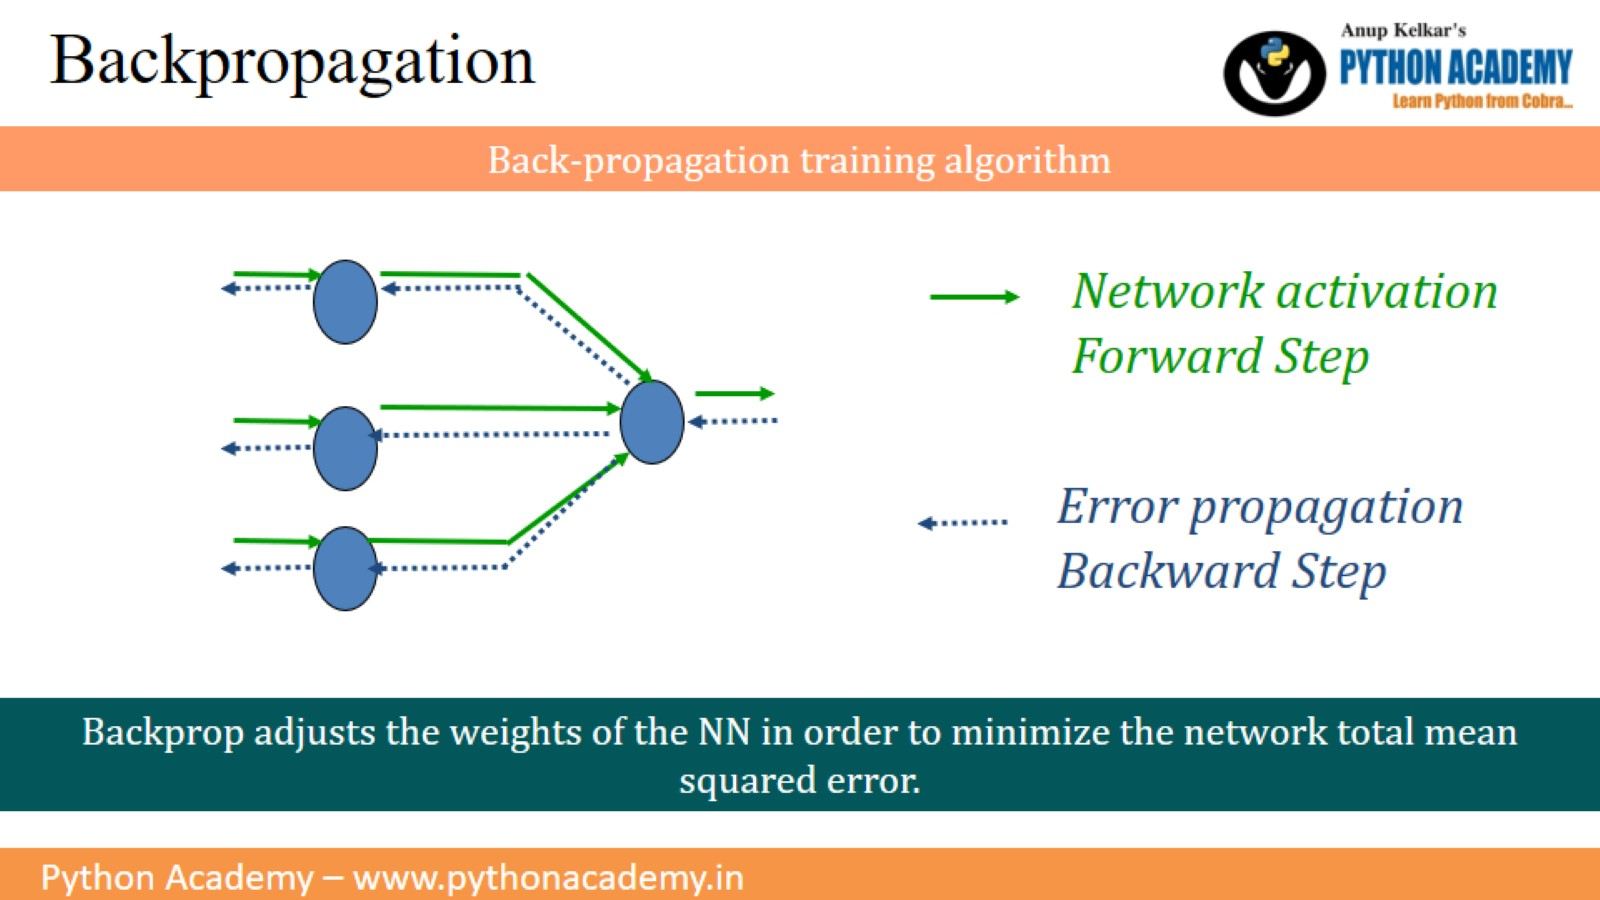 Backpropagation
Anup Kelkar's
PYTHON ACADEMY
Learn Python from Cobra...
Back-propagation training algorithm
Network activation
Forward Step
Error propagation
Backward Step
Backprop adjusts the weights of the NN in order to minimize the network total mean
squared error.
Python Academy – www.pythonacademy.in